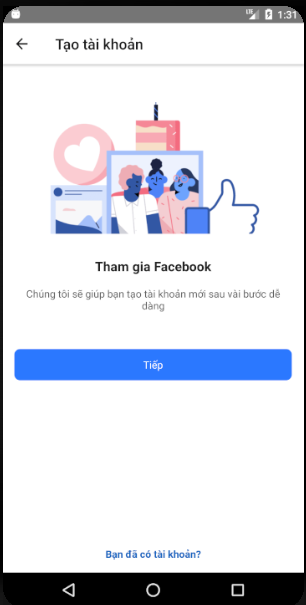 LTE 1:31
Tạo tài khoản
Tham gia Facebook
Chúng tôi sẽ giúp bạn tạo tài khoản mới sau vài bước dễ
dàng
Tiếp
Bạn đã có tài khoản?